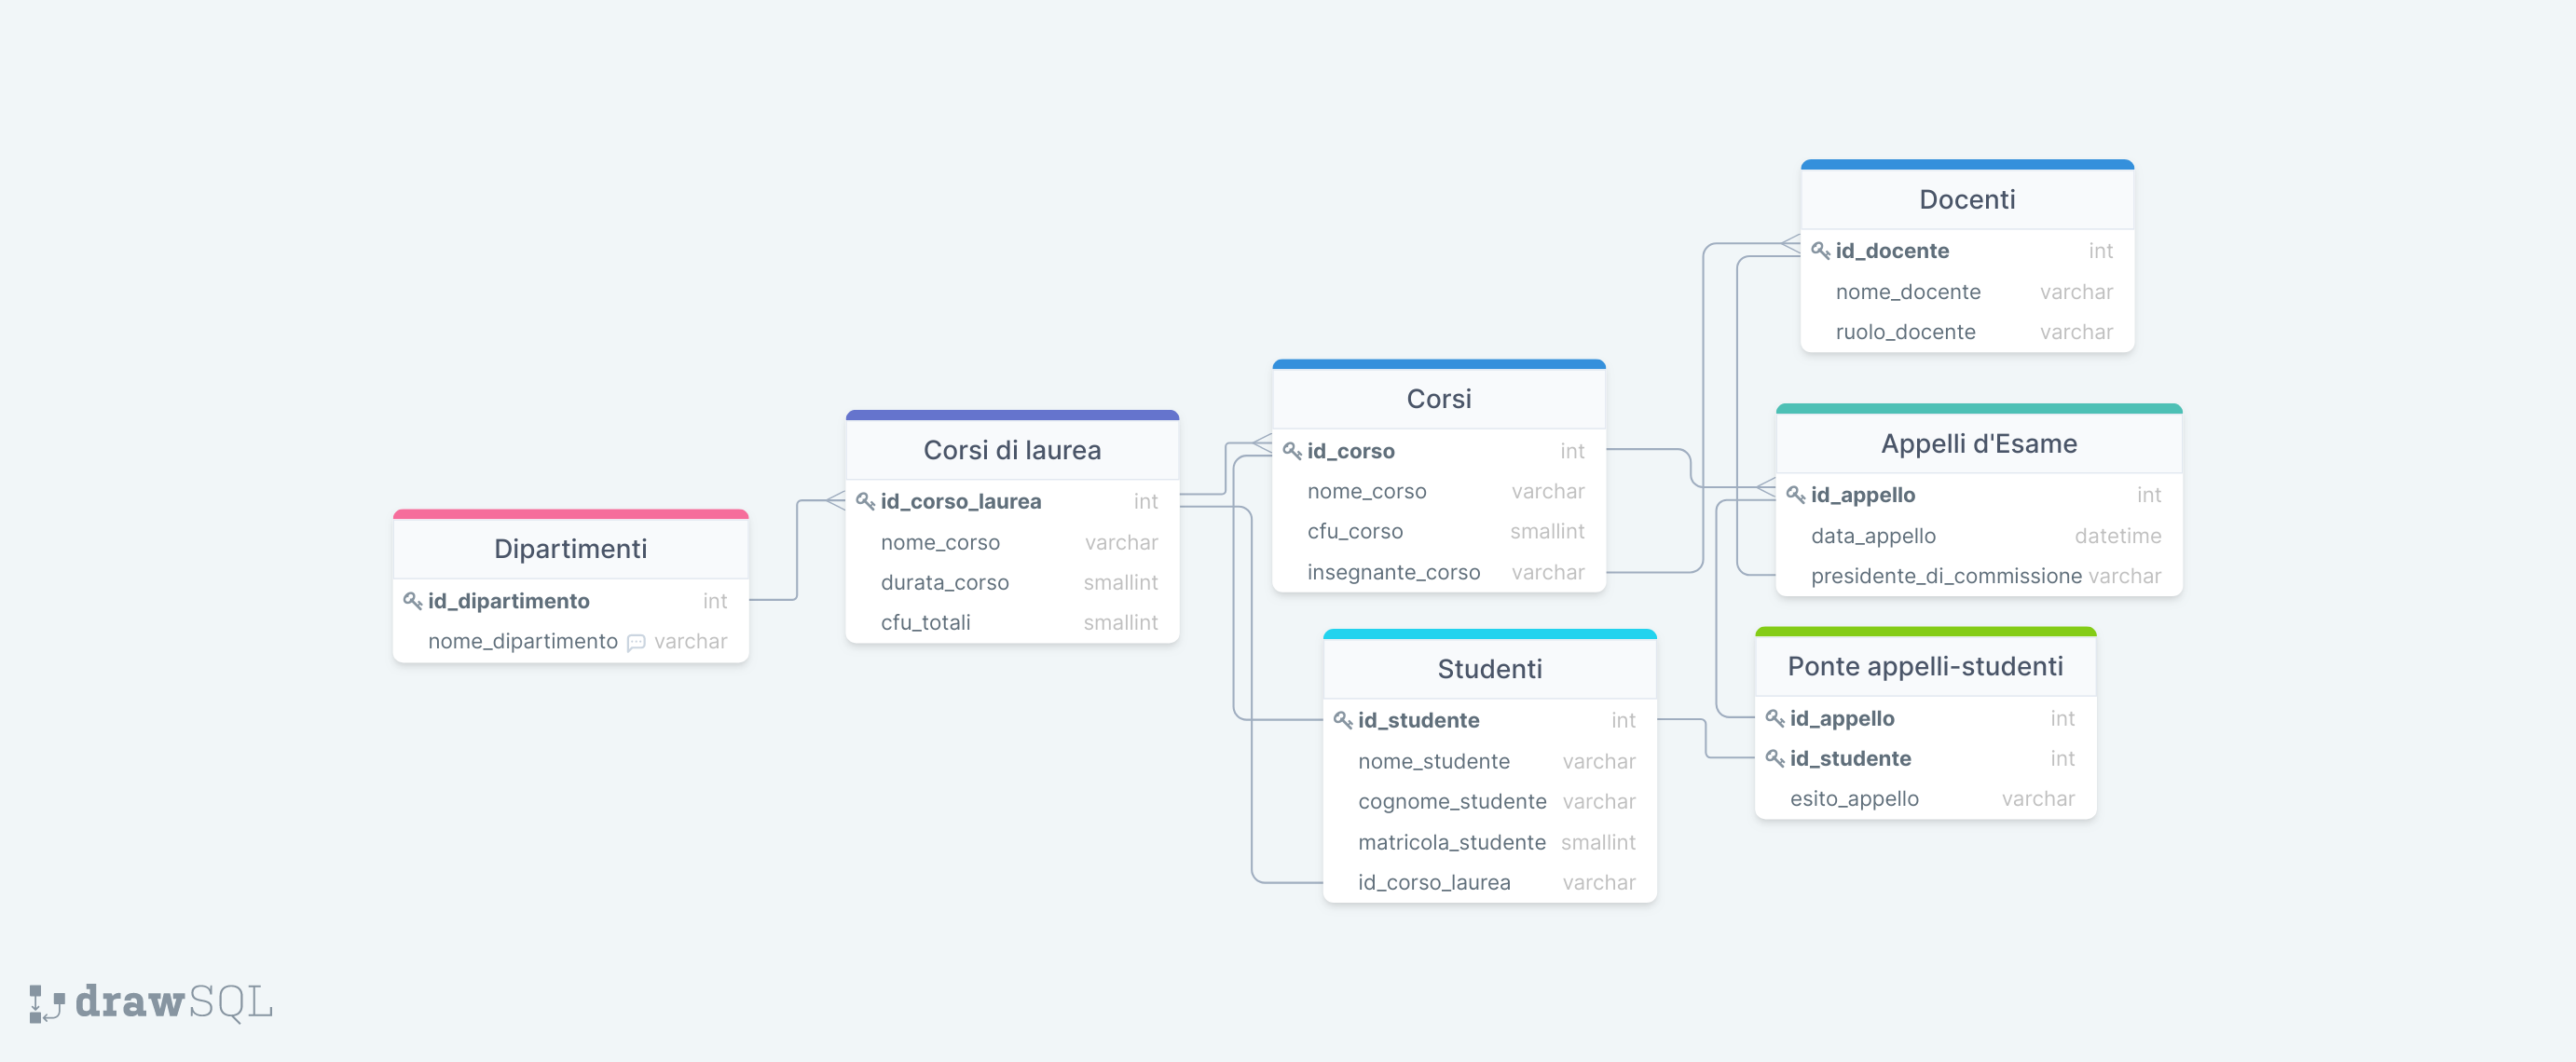 Dipartimenti
id_dipartimento int
nome_dipartimento varchar
Corsi di laurea
id_corso_laurea int
nome_corso varchar
durata_corso smallint
cfu_totali smallint
Corsi
id_corso int
nome_corso varchar
cfu_corso smallint
insegnante_corso varchar
Studenti
id_studente int
nome_studente varchar
cognome_studente varchar
matricola_studente smallint
id_corso_laurea varchar
Docenti
id_docente int
nome_docente varchar
ruolo_docente varchar
Appelli d'Esame
id_appello int
data_appello datetime
presidente_di_commissione varchar
Ponte appelli-studenti
id_appello int
id_studente int
esito_appello varchar
drawSQL